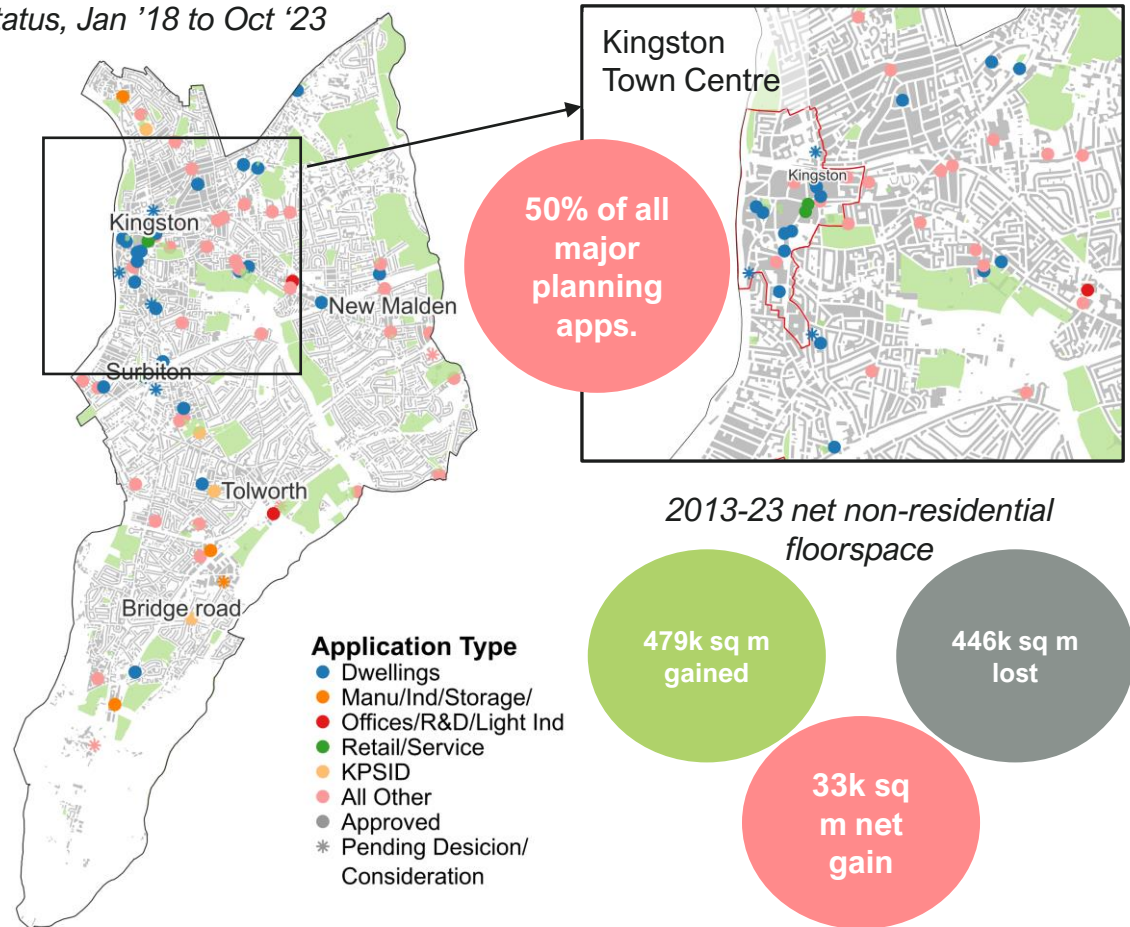 tatus, Jan ’18 to Oct ‘23
Kingston
Town Centre
50% of all
major
planning
apps.
Kingston
Kingston
New Malden
Surbiton
Tolworth
Bridge road
Application Type
Dwellings
Manu/Ind/Storage/
Offices/R&D/Light Ind
Retail/Service
KPSID
All Other
Approved
Pending Desicion/
Consideration
2013-23 net non-residential
floorspace
479k sq m
gained
446k sq m
lost
33k sq
m net
gain